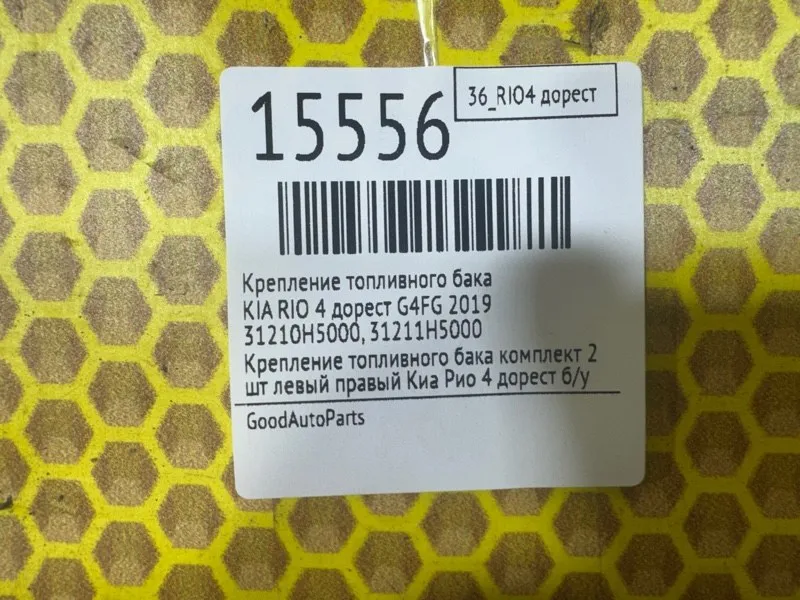 15556
36_RIO4 дорест
Крепление топливного бака
KIA RIO 4 дорест G4FG 2019
31210H5000, 31211H5000
Крепление топливного бака комплект 2
шт левый правый Киа Рио 4 дорест б/у
GoodAutoParts